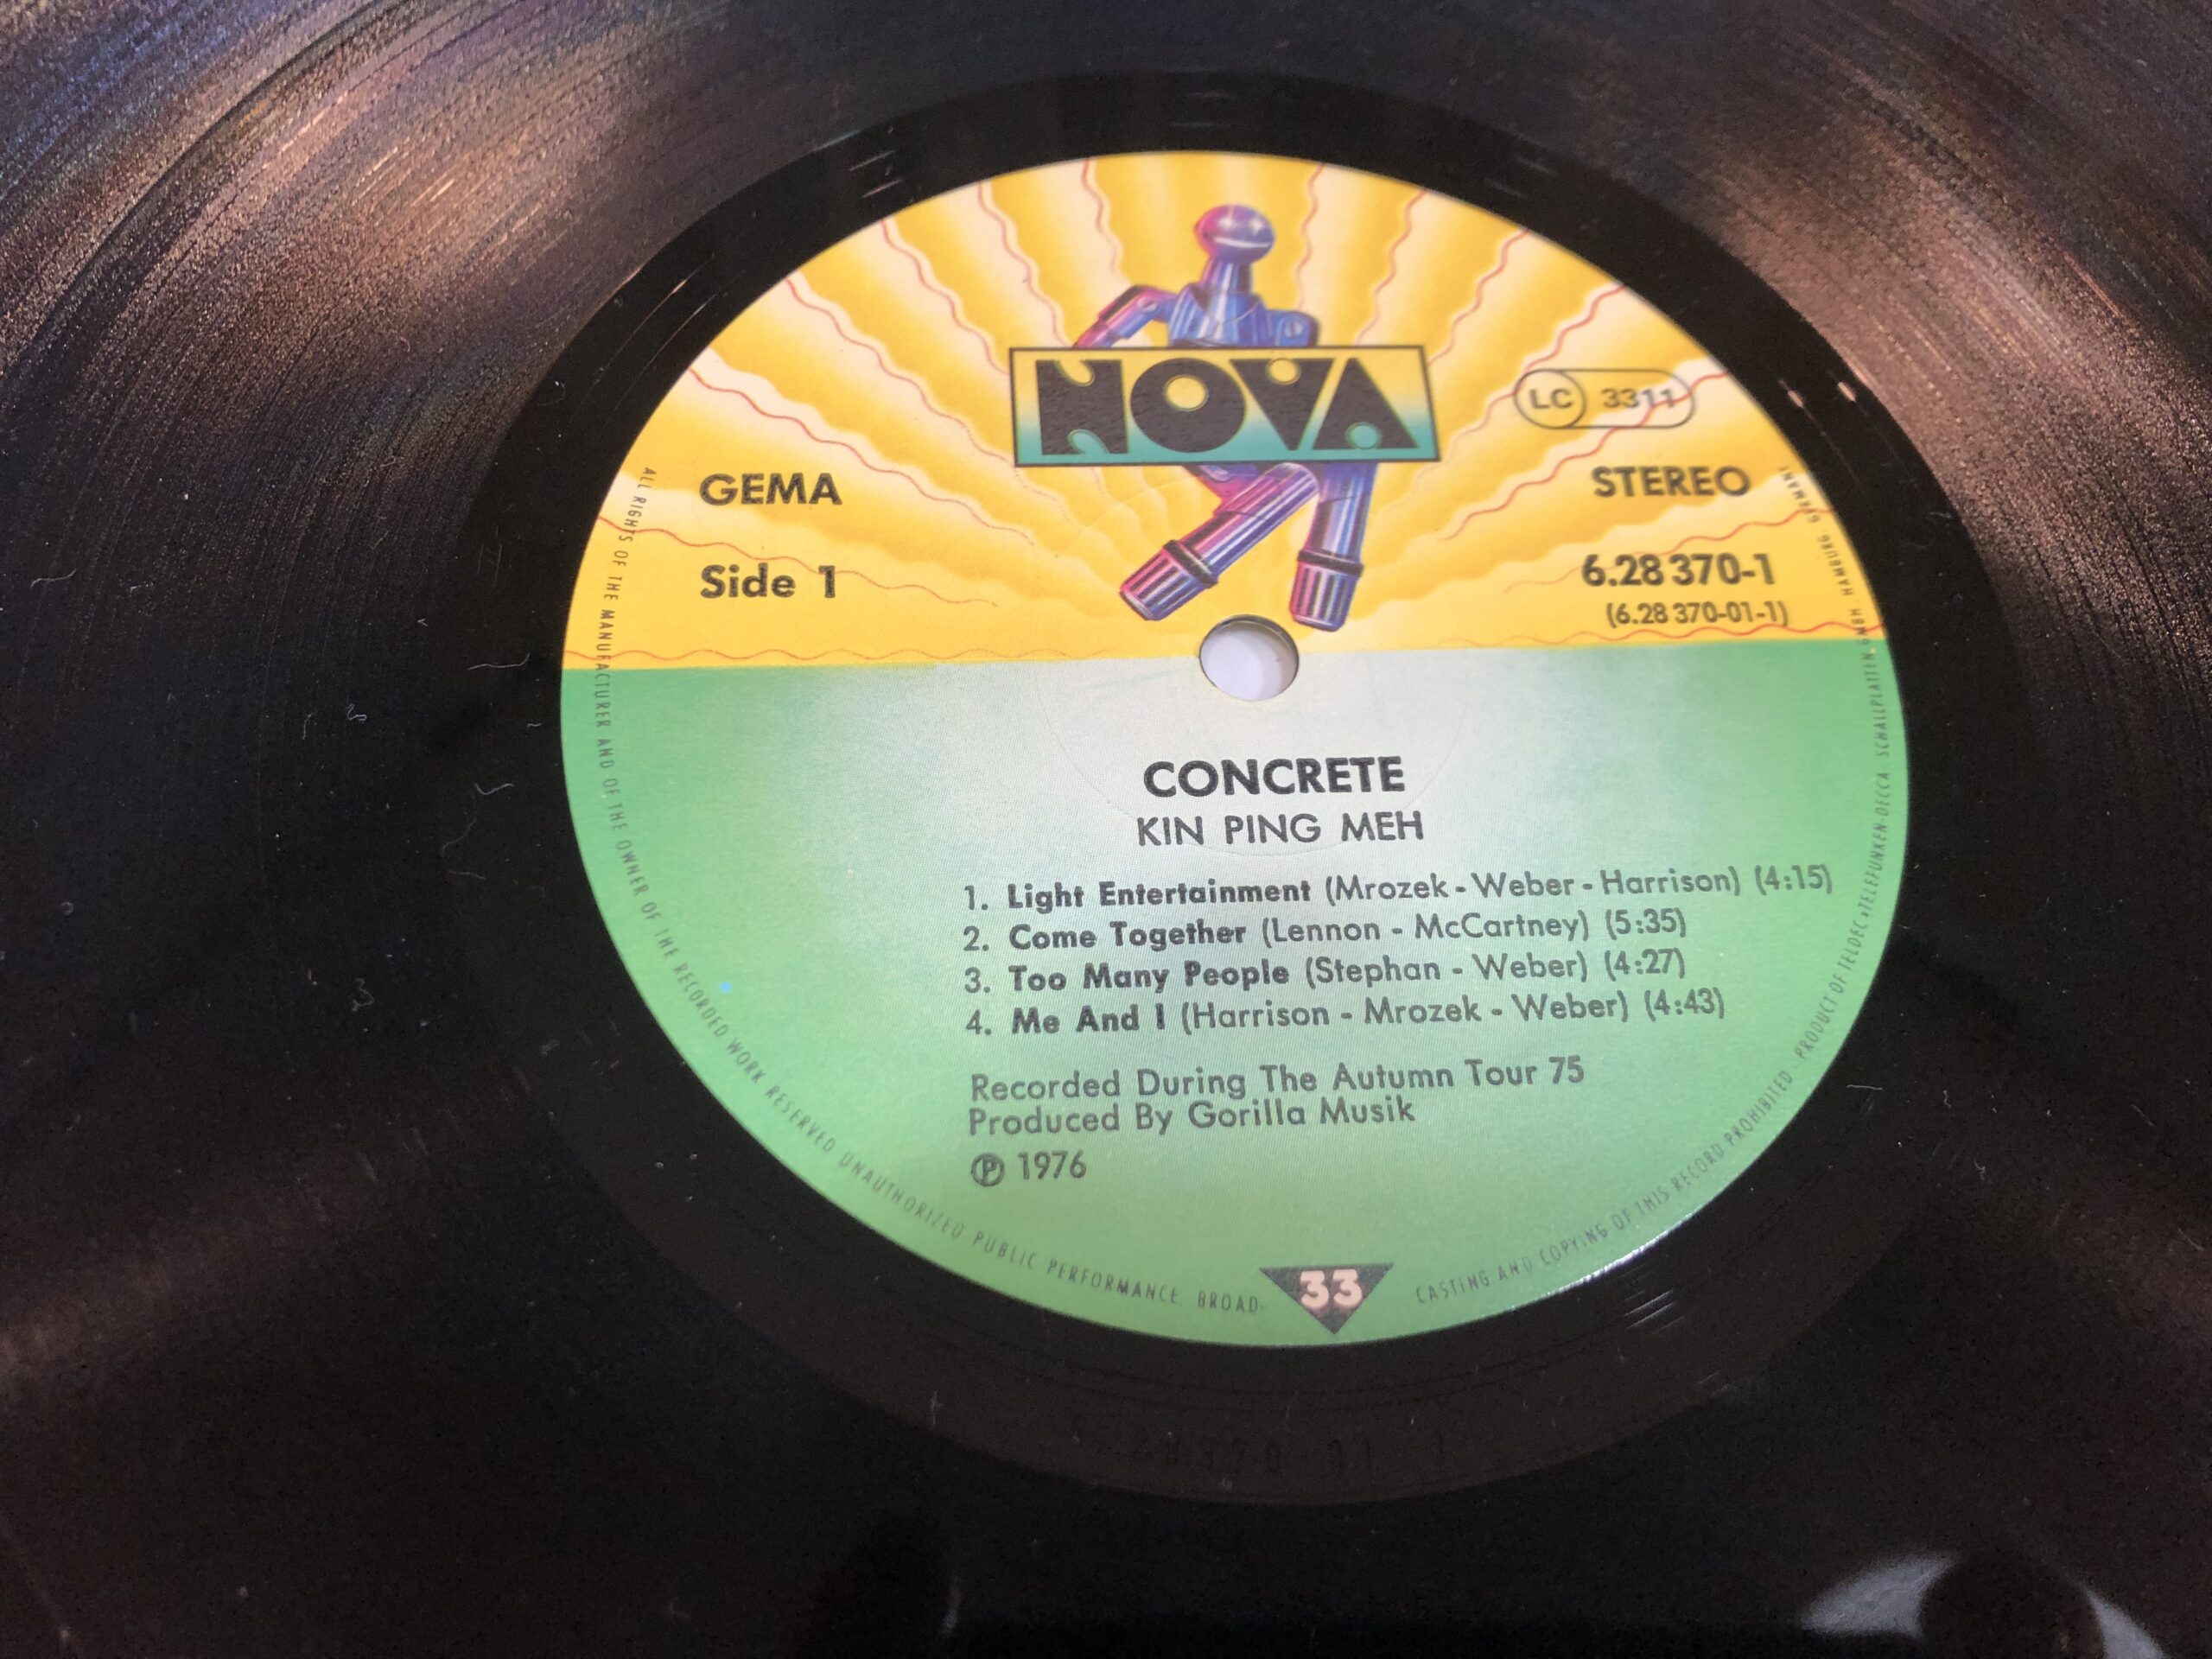 NOVA
LC 3311
GEMA
STEREO
Side 1
6.28 370-1
(6.28 370-01-1)
CONCRETE
KIN PING MEH
1. Light Entertainment (Mrozek - Weber - Harrison) (4:15)
2. Come Together (Lennon - McCartney) (5:35)
3. Too Many People (Stephan - Weber) (4:27)
4. Me And I (Harrison - Mrozek - Weber) (4:43)
Recorded During The Autumn Tour 75
Produced By Gorilla Musik
Ⓟ 1976
33
ALL RIGHTS OF THE MANUFACTURER AND OF THE OWNER OF THE RECORDED WORK RESERVED UNAUTHORIZED PUBLIC PERFORMANCE, BROAD-
CASTING AND COPYING OF THIS RECORD PROHIBITED - PRODUCT OF TELDEC »TELEFUNKEN-DECCA« SCHALLPLATTEN GMBH, HAMBURG, GERMANY